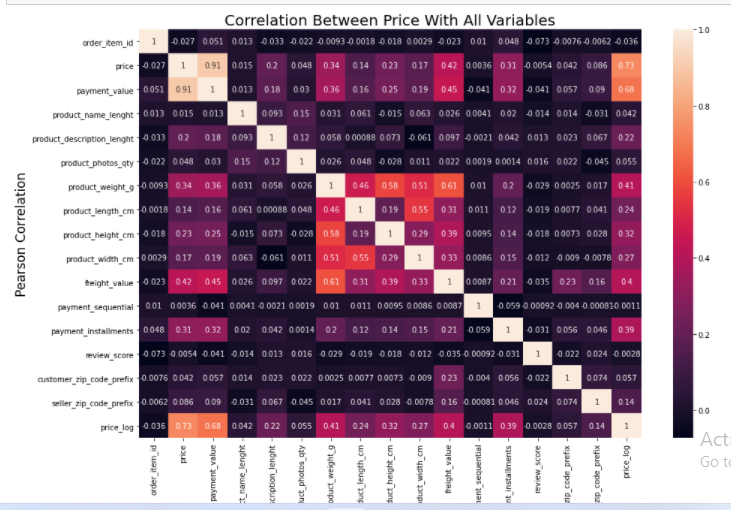 Correlation Between Price With All Variables
Pearson Correlation
order_item_id 1 -0.027 0.051 0.013 -0.033 -0.022 -0.0093 -0.0018 -0.018 0.0029 -0.023 0.01 0.048 -0.073 -0.0076 -0.0062 -0.036
price -0.027 1 0.91 0.015 0.2 0.048 0.34 0.14 0.23 0.17 0.42 0.0036 0.31 -0.0054 0.042 0.086 0.73
payment_value 0.051 0.91 1 0.013 0.18 0.03 0.36 0.16 0.25 0.19 0.45 -0.041 0.32 -0.041 0.057 0.09 0.68
product_name_lenght 0.013 0.015 0.013 1 0.093 0.15 0.031 0.061 -0.015 0.063 0.026 0.0041 0.02 -0.014 0.014 -0.031 0.042
product_description_lenght -0.033 0.2 0.18 0.093 1 0.12 0.058 0.00088 0.073 -0.061 0.097 -0.0021 0.042 0.013 0.023 0.067 0.22
product_photos_qty -0.022 0.048 0.03 0.15 0.12 1 0.026 0.048 -0.028 0.011 0.022 0.0019 0.0014 0.016 0.022 -0.045 0.055
product_weight_g -0.0093 0.34 0.36 0.031 0.058 0.026 1 0.46 0.58 0.51 0.61 0.01 0.2 -0.029 0.0025 0.017 0.41
product_length_cm -0.0018 0.14 0.16 0.061 0.00088 0.048 0.46 1 0.19 0.55 0.31 0.011 0.12 -0.019 0.0077 0.041 0.24
product_height_cm -0.018 0.23 0.25 -0.015 0.073 -0.028 0.58 0.19 1 0.29 0.39 0.0095 0.14 -0.018 0.0073 0.028 0.32
product_width_cm 0.0029 0.17 0.19 0.063 -0.061 0.011 0.51 0.55 0.29 1 0.33 0.0086 0.15 -0.012 -0.009 -0.0078 0.27
freight_value -0.023 0.42 0.45 0.026 0.097 0.022 0.61 0.31 0.39 0.33 1 0.0087 0.21 -0.035 0.23 0.16 0.4
payment_sequential 0.01 0.0036 -0.041 0.0041 -0.0021 0.0019 0.01 0.011 0.0095 0.0086 0.0087 1 -0.059 -0.00092 -0.004 -0.00081 0.0011
payment_installments 0.048 0.31 0.32 0.02 0.042 0.0014 0.2 0.12 0.14 0.15 0.21 -0.059 1 -0.031 0.056 0.046 0.39
review_score -0.073 -0.0054 -0.041 -0.014 0.013 0.016 -0.029 -0.019 -0.018 -0.012 -0.035 -0.00092 -0.031 1 -0.022 0.024 -0.0028
customer_zip_code_prefix -0.0076 0.042 0.057 0.014 0.023 0.022 0.0025 0.0077 0.0073 -0.009 0.23 -0.004 0.056 -0.022 1 0.074 0.057
seller_zip_code_prefix -0.0062 0.086 0.09 -0.031 0.067 -0.045 0.017 0.041 0.028 -0.0078 0.16 -0.00081 0.046 0.024 0.074 1 0.14
price_log -0.036 0.73 0.68 0.042 0.22 0.055 0.41 0.24 0.32 0.27 0.4 -0.0011 0.39 -0.0028 0.057 0.14 1
order_item_id
price
payment_value
ct_name_lenght
scription_lenght
uct_photos_qty
oduct_weight_g
duct_length_cm
duct_height_cm
duct_width_cm
freight_value
ent_sequential
nt_installments
review_score
zip_code_prefix
zip_code_prefix
price_log
1.0
0.8
0.6
0.4
0.2
0.0
Acti
Go to